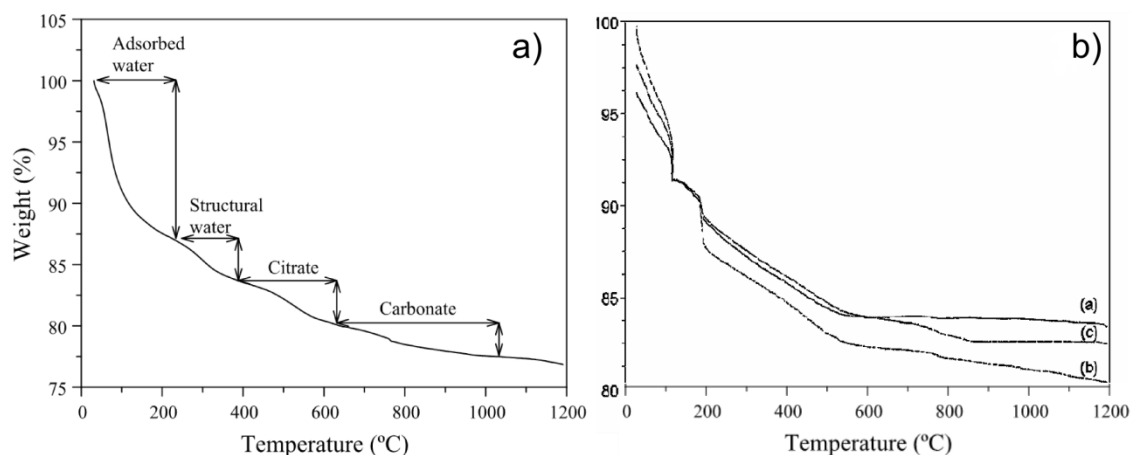 a)
105
100
95
90
85
80
75
Weight (%)
Adsorbed
water
Structural
water
Citrate
Carbonate
0 200 400 600 800 1000 1200
Temperature (ºC)
b)
100
95
90
85
80
(a)
(c)
(b)
0 200 400 600 800 1000 1200
Temperature (ºC)